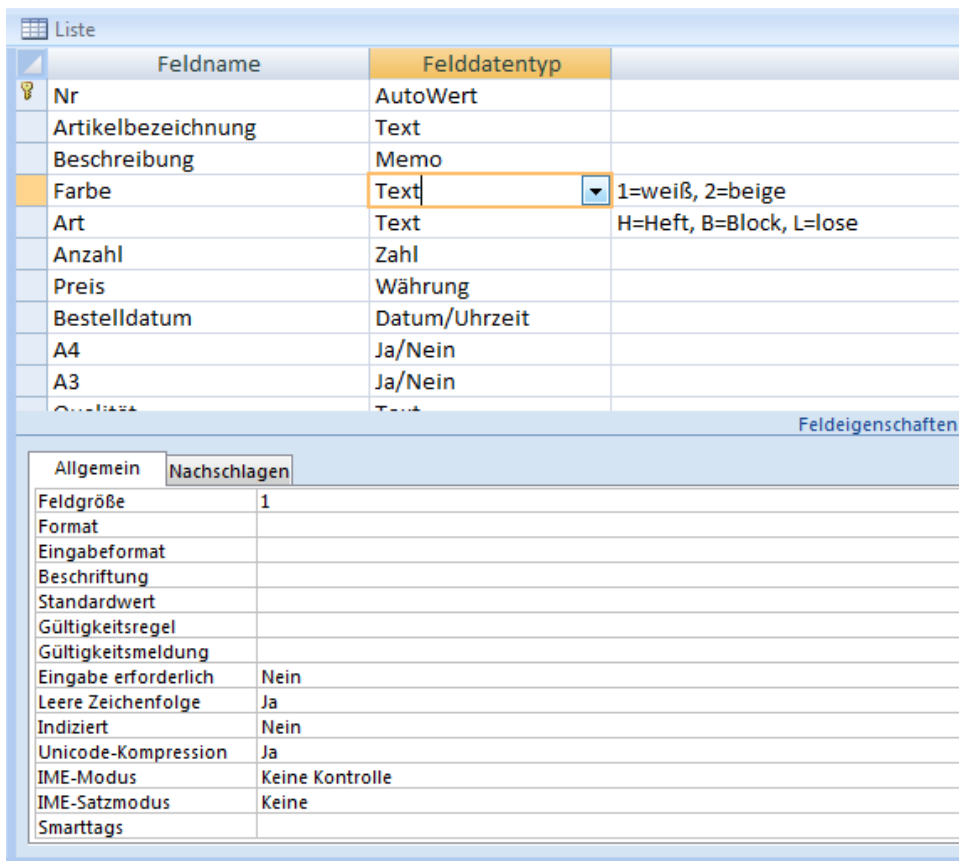 Liste
Feldname Felddatentyp
Nr AutoWert
Artikelbezeichnung Text
Beschreibung Memo
Farbe Text 1=weiß, 2=beige
Art Text H=Heft, B=Block, L=lose
Anzahl Zahl
Preis Währung
Bestelldatum Datum/Uhrzeit
A4 Ja/Nein
A3 Ja/Nein
Qualität Text
Feldeigenschaften
Allgemein Nachschlagen
Feldgröße 1
Format
Eingabeformat
Beschriftung
Standardwert
Gültigkeitsregel
Gültigkeitsmeldung
Eingabe erforderlich Nein
Leere Zeichenfolge Ja
Indiziert Nein
Unicode-Kompression Ja
IME-Modus Keine Kontrolle
IME-Satzmodus Keine
Smarttags